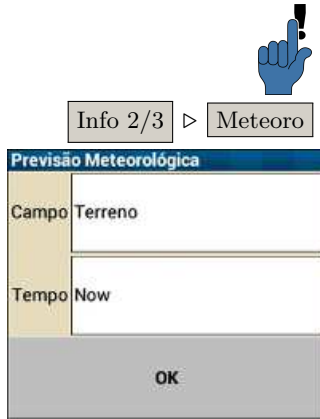 Info 2/3 ▷ Meteoro
Previsão Meteorológica
Campo Terreno
Tempo Now
OK